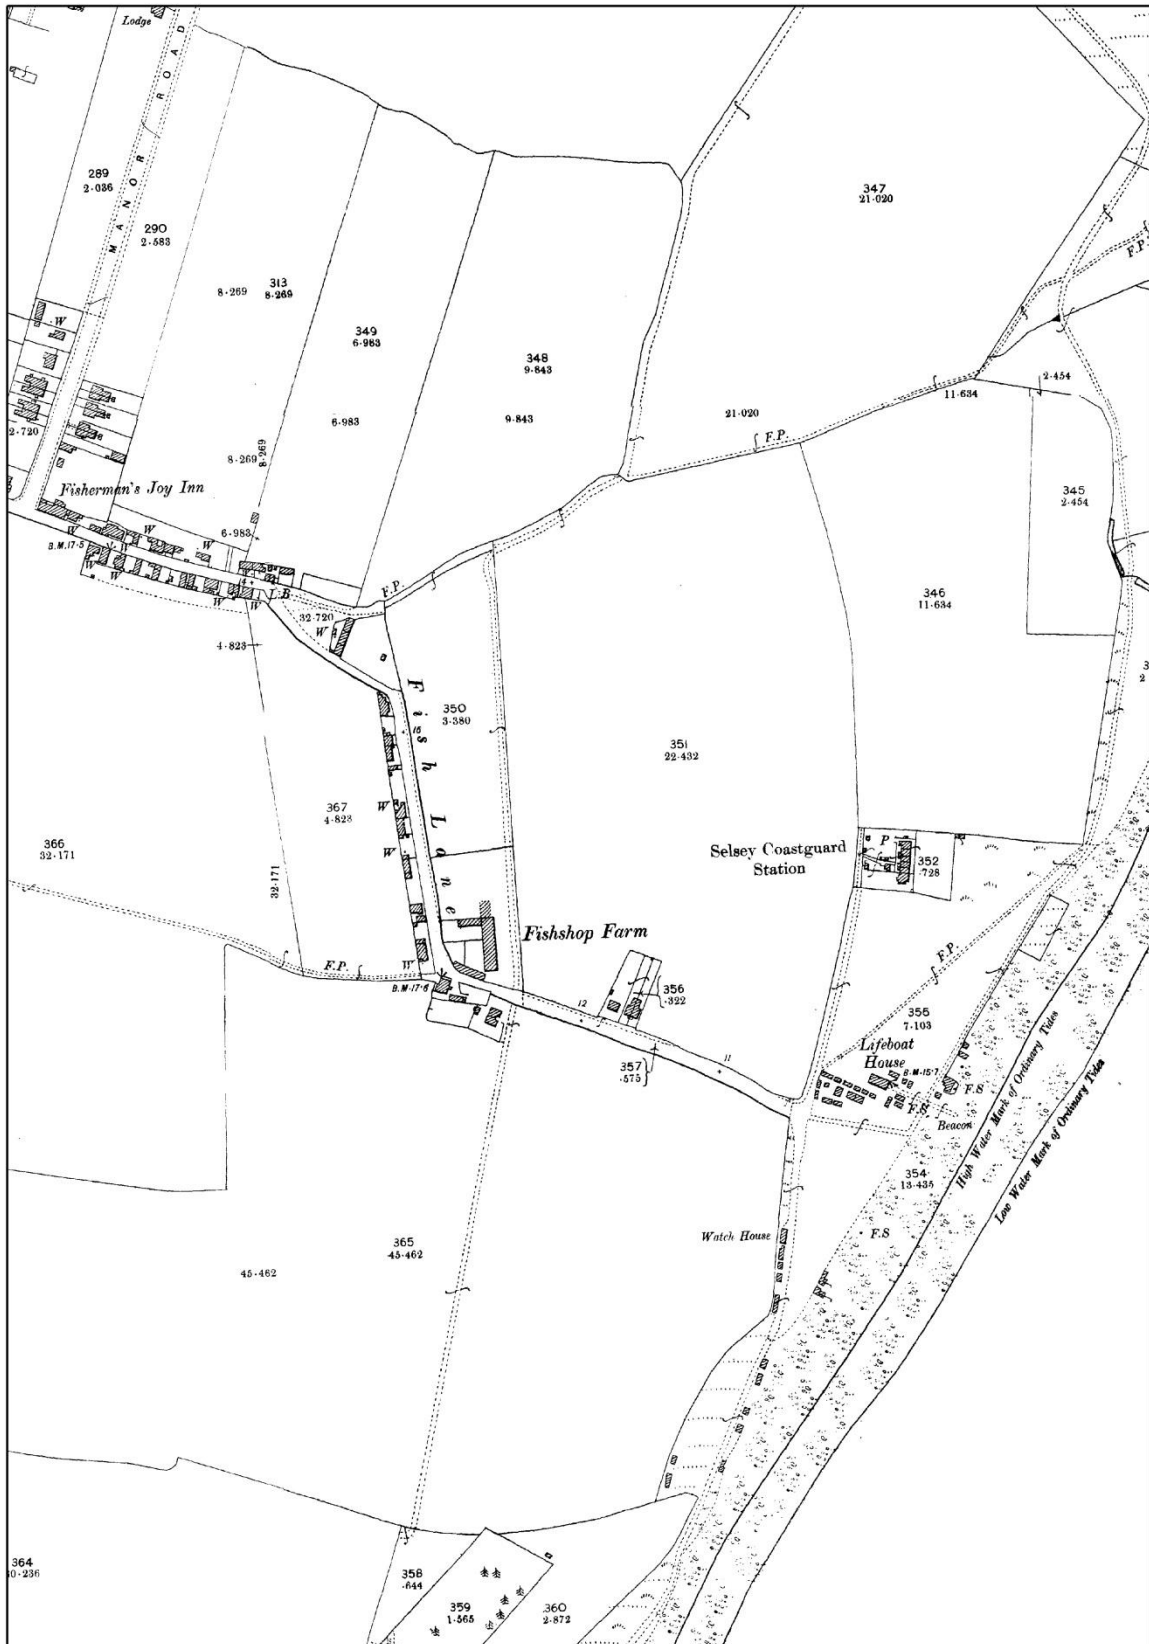 Lodge
MANOR ROAD
289
2·036
290
2·583
8·269
313
8·269
349
6·983
348
9·843
347
21·020
F.P.
W
2·720
6·983
9·843
21·020
F.P.
11·634
2·454
8·269
8·269
345
2·454
Fisherman's Joy Inn
W
W
W
6·983
W
B.M.17·5
W
W
W
W
L.B
F.P.
346
11·634
32·720
W
4·823
Fish Lane
350
3·380
15
351
22·432
367
4·823
W
W
366
32·171
32·171
Selsey Coastguard
Station
P
352
·728
Fishshop Farm
F.P.
W
B.M.17·6
F.P.
356
·322
12
357
·575
11
355
7·103
Lifeboat
House
B.M.15·7
F.S
F.S.
Beacon
High Water Mark of Ordinary Tides
Low Water Mark of Ordinary Tides
354
13·435
F.S
Watch House
365
45·462
45·462
364
358
·644
359
1·565
360
2·872